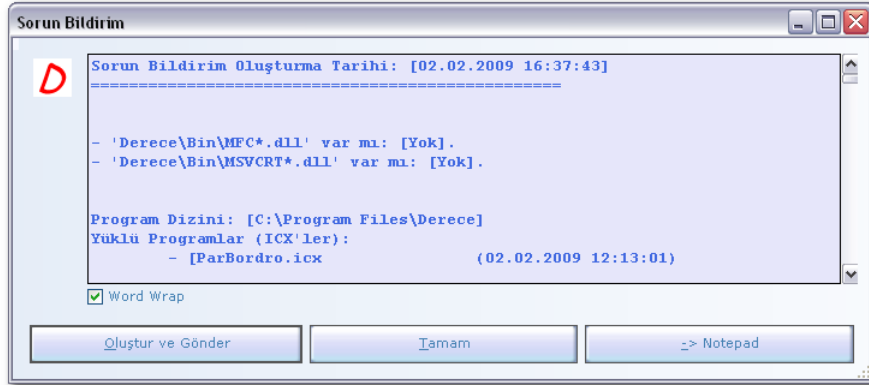 Sorun Bildirim
D
Sorun Bildirim Oluşturma Tarihi: [02.02.2009 16:37:43]
==================================================
- 'Derece\Bin\MFC*.dll' var mı: [Yok].
- 'Derece\Bin\MSVCRT*.dll' var mı: [Yok].
Program Dizini: [C:\Program Files\Derece]
Yüklü Programlar (ICX'ler):
- [ParBordro.icx (02.02.2009 12:13:01)
Word Wrap
Oluştur ve Gönder
Tamam
-> Notepad